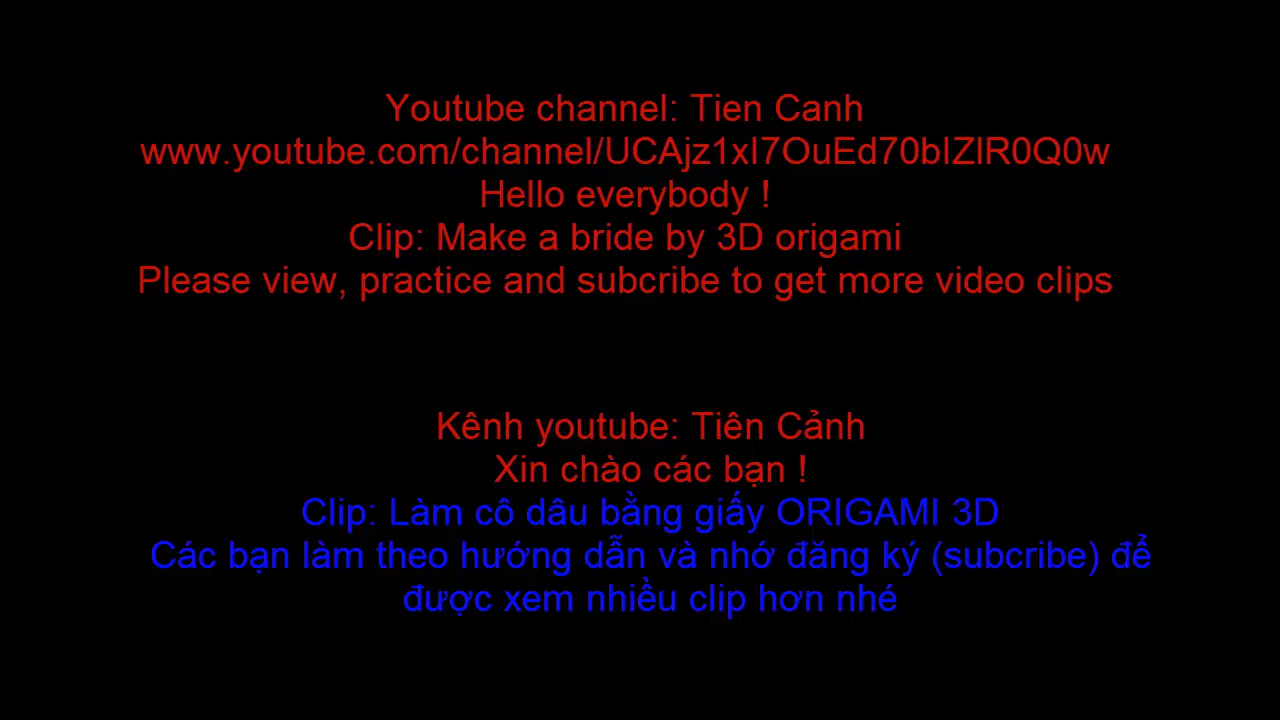 Youtube channel: Tien Canh
www.youtube.com/channel/UCAjz1xI7OuEd70bIZlR0Q0w
Hello everybody !
Clip: Make a bride by 3D origami
Please view, practice and subcribe to get more video clips
Kênh youtube: Tiên Cảnh
Xin chào các bạn !
Clip: Làm cô dâu bằng giấy ORIGAMI 3D
Các bạn làm theo hướng dẫn và nhớ đăng ký (subcribe) để
được xem nhiều clip hơn nhé